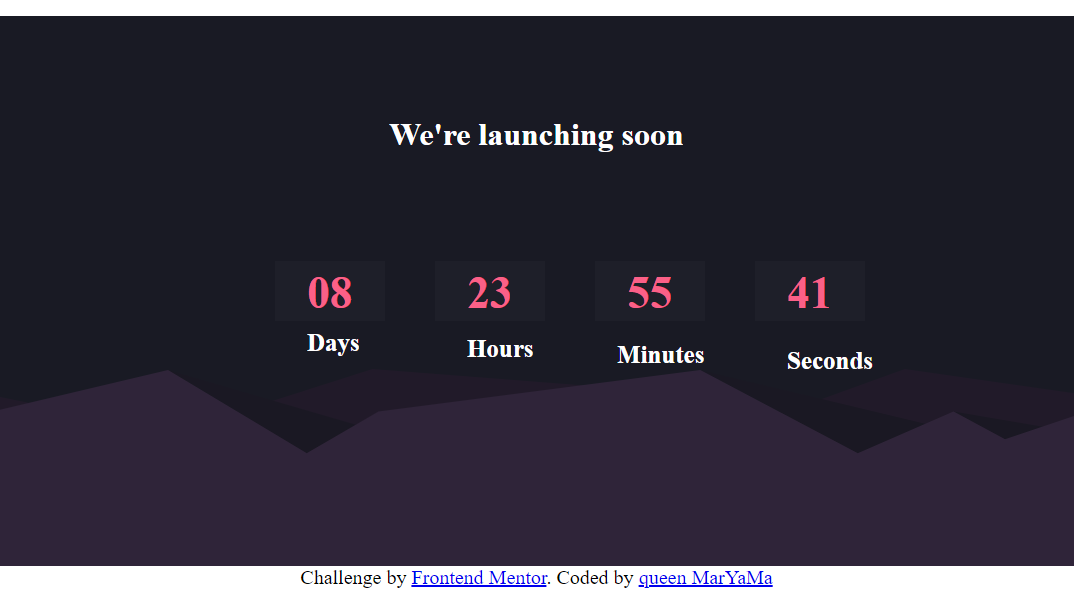 We're launching soon
08 23 55 41
Days Hours Minutes Seconds
Challenge by Frontend Mentor. Coded by queen MarYaMa